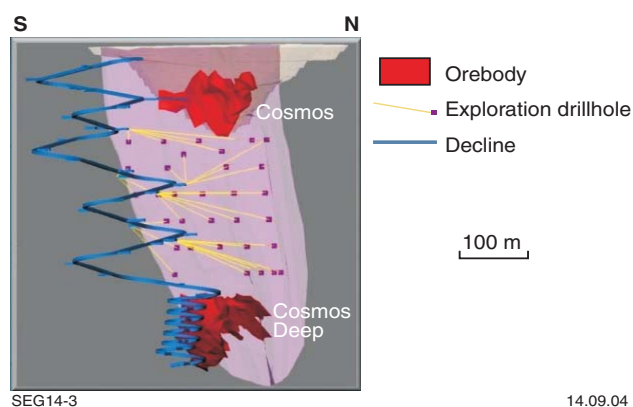 S N
Cosmos
Cosmos
Deep
Orebody
Exploration drillhole
Decline
100 m
SEG14-3 14.09.04